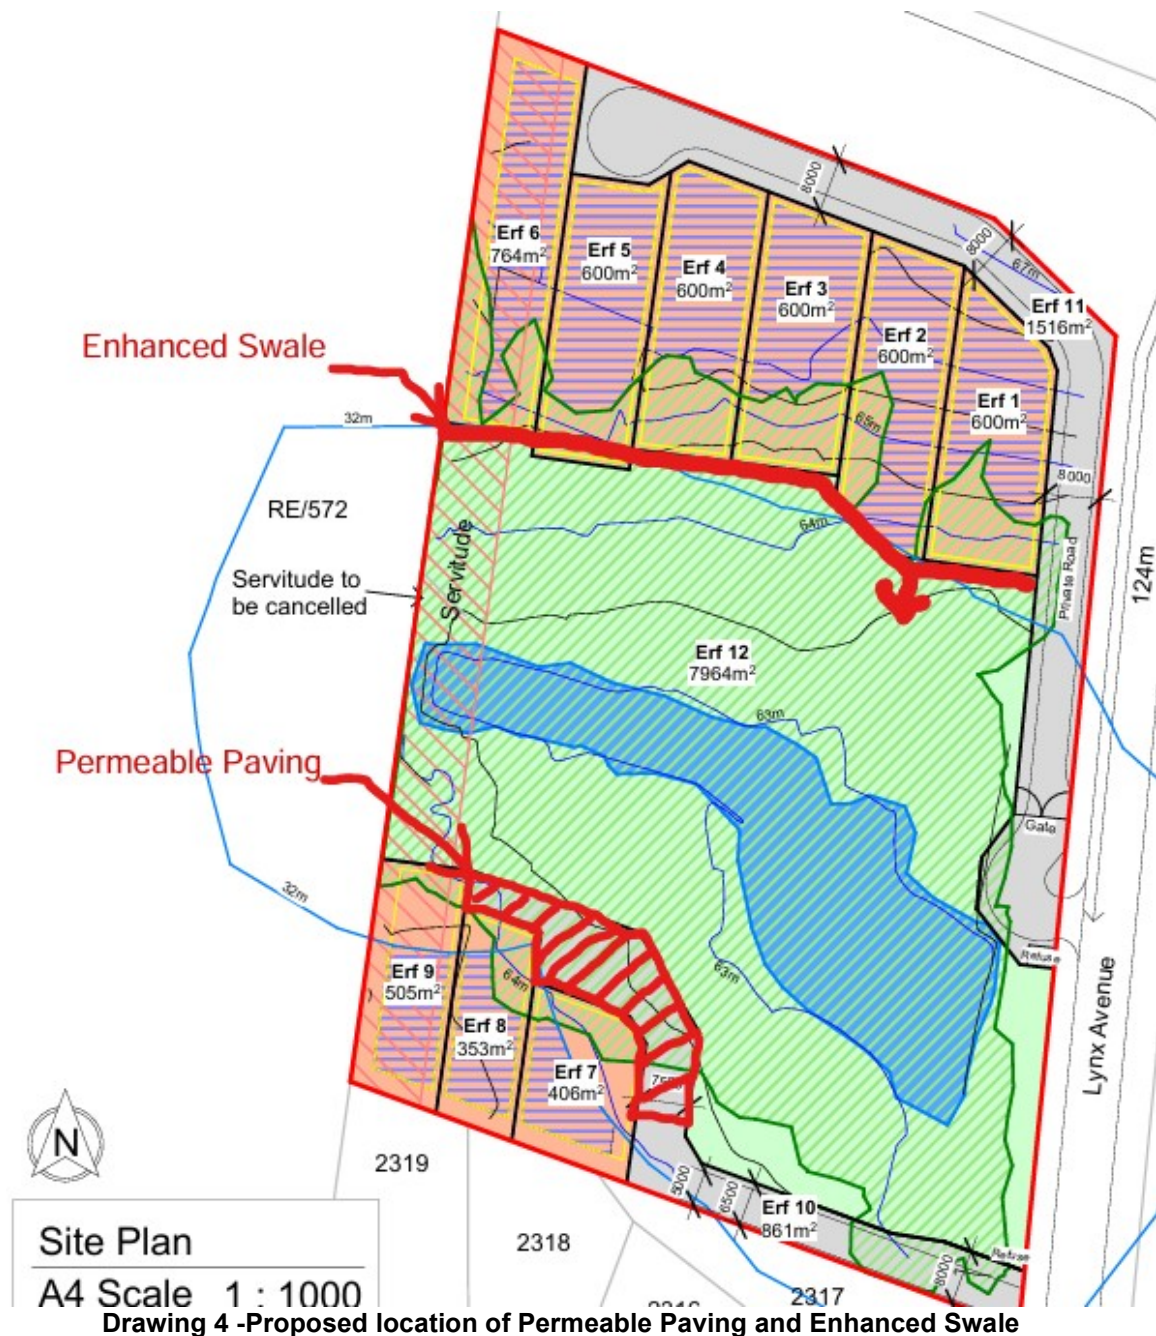 8000
8000
67m
Erf 6
764m²
Erf 5
600m²
Erf 4
600m²
Erf 3
600m²
Erf 11
1516m²
Erf 2
600m²
Enhanced Swale
Erf 1
600m²
32m
65m
8000
RE/572
64m
Servitude
Servitude to
be cancelled
Private Road
124m
Erf 12
7964m²
63m
Permeable Paving
Gate
32m
Refuse
Erf 9
505m²
64m
63m
Lynx Avenue
Erf 8
353m²
Erf 7
406m²
2319
5000
6500
Erf 10
861m²
Refuse
8000
2318
2317
Site Plan
A4 Scale 1 : 1000
Drawing 4 -Proposed location of Permeable Paving and Enhanced Swale
N